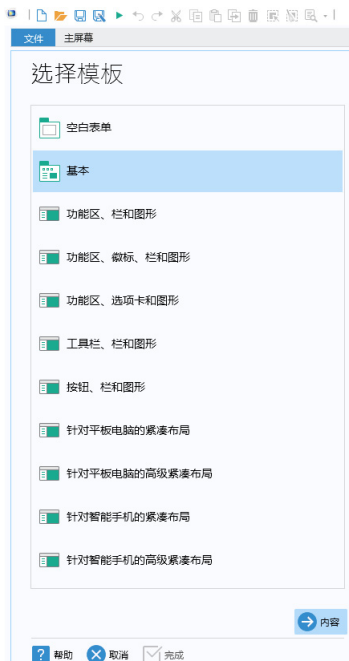 文件 主屏幕
选择模板
空白表单
基本
功能区、栏和图形
功能区、徽标、栏和图形
功能区、选项卡和图形
工具栏、栏和图形
按钮、栏和图形
针对平板电脑的紧凑布局
针对平板电脑的高级紧凑布局
针对智能手机的紧凑布局
针对智能手机的高级紧凑布局
内容
? 帮助 取消 完成